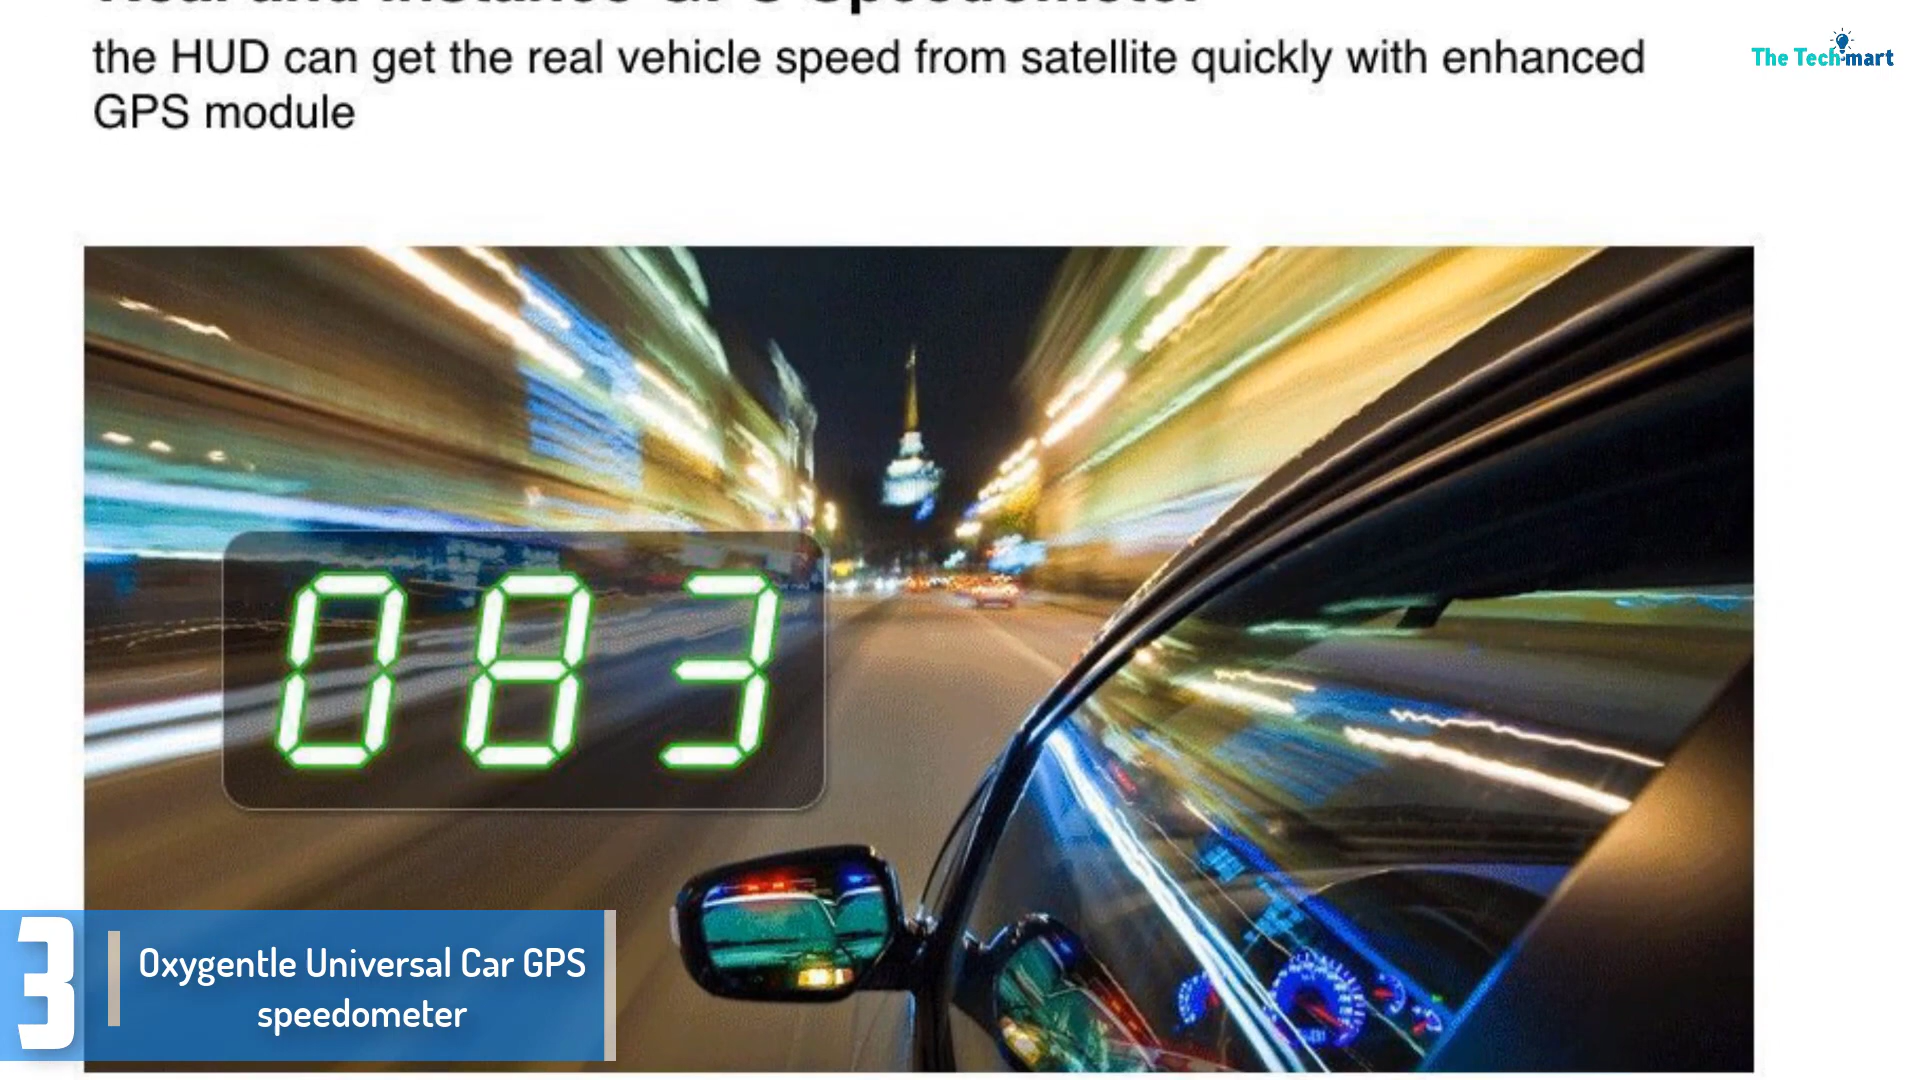 the HUD can get the real vehicle speed from satellite quickly with enhanced
GPS module
The Tech mart
083
3
Oxygentle Universal Car GPS
speedometer